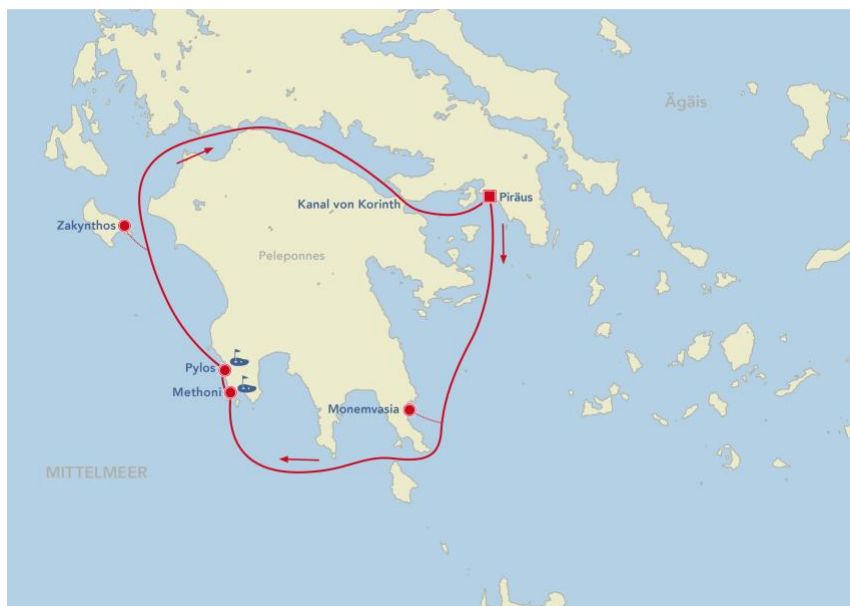 Ägäis
Kanal von Korinth
Piräus
Zakynthos
Peleponnes
Pylos
Methoni
Monemvasia
MITTELMEER